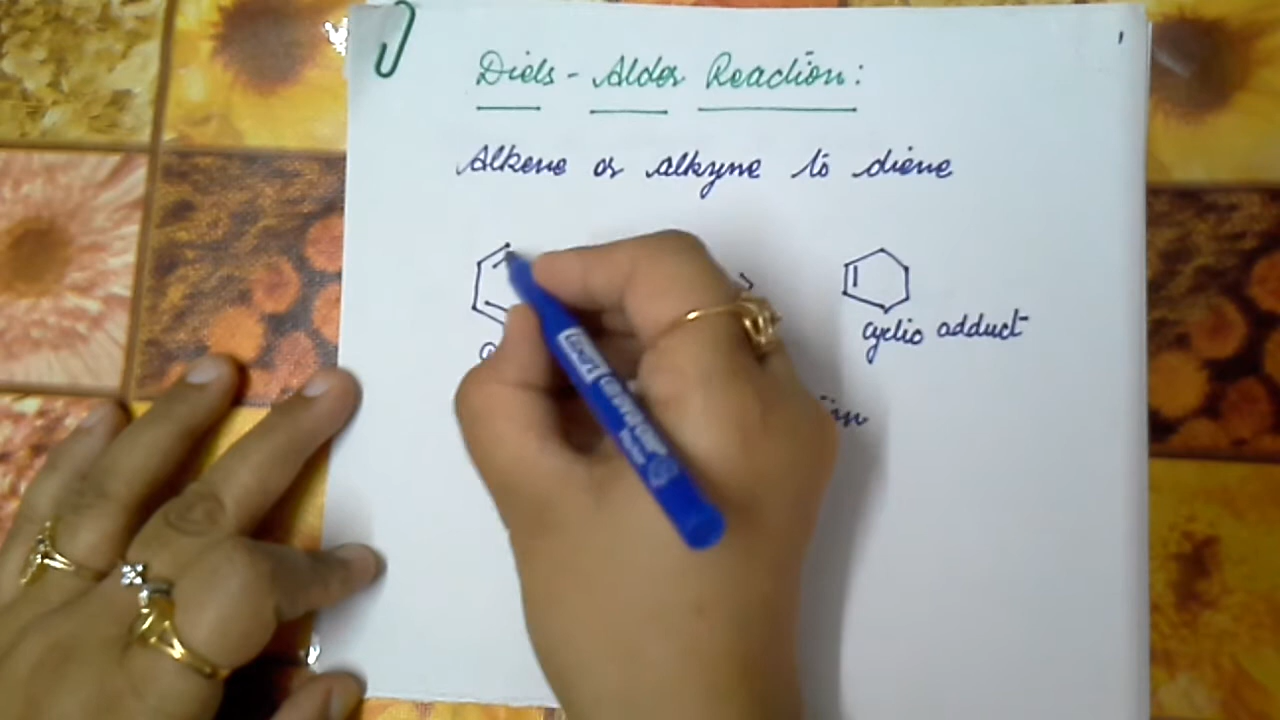 Diels - Alder Reaction:
Alkene or alkyne to diene
cyclic adduct